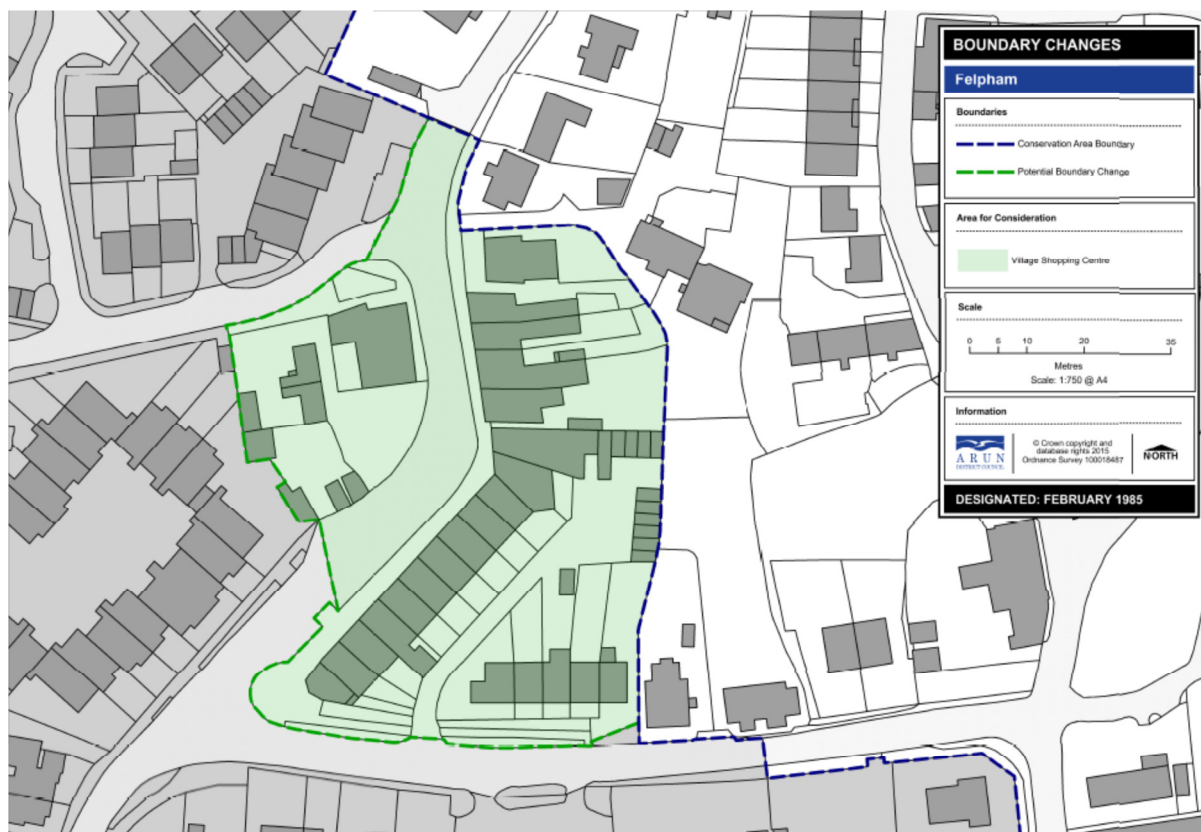 BOUNDARY CHANGES
Felpham
Boundaries
Conservation Area Boundary
Potential Boundary Change
Area for Consideration
Village Shopping Centre
Scale
0 5 10 20 35
Metres
Scale: 1:750 @ A4
Information
ARUN
DISTRICT COUNCIL
© Crown copyright and
database rights 2015
Ordnance Survey 100018487
NORTH
DESIGNATED: FEBRUARY 1985